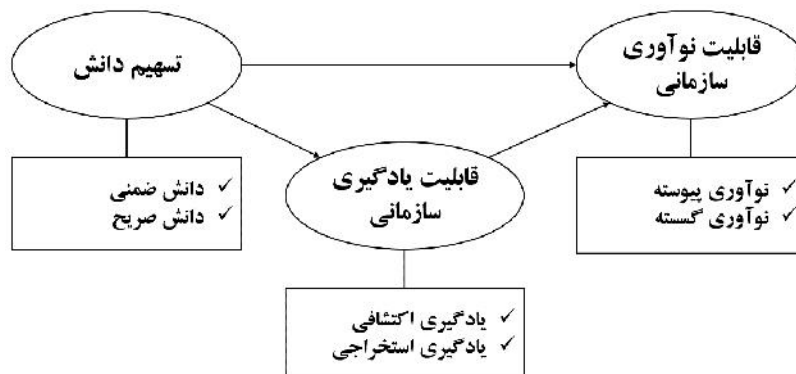 تسهیم دانش
قابلیت نوآوری
سازمانی
✓ دانش ضمنی
✓ دانش صریح
قابلیت یادگیری
سازمانی
✓ نوآوری پیوسته
✓ نوآوری گسسته
✓ یادگیری اکتشافی
✓ یادگیری استخراجی